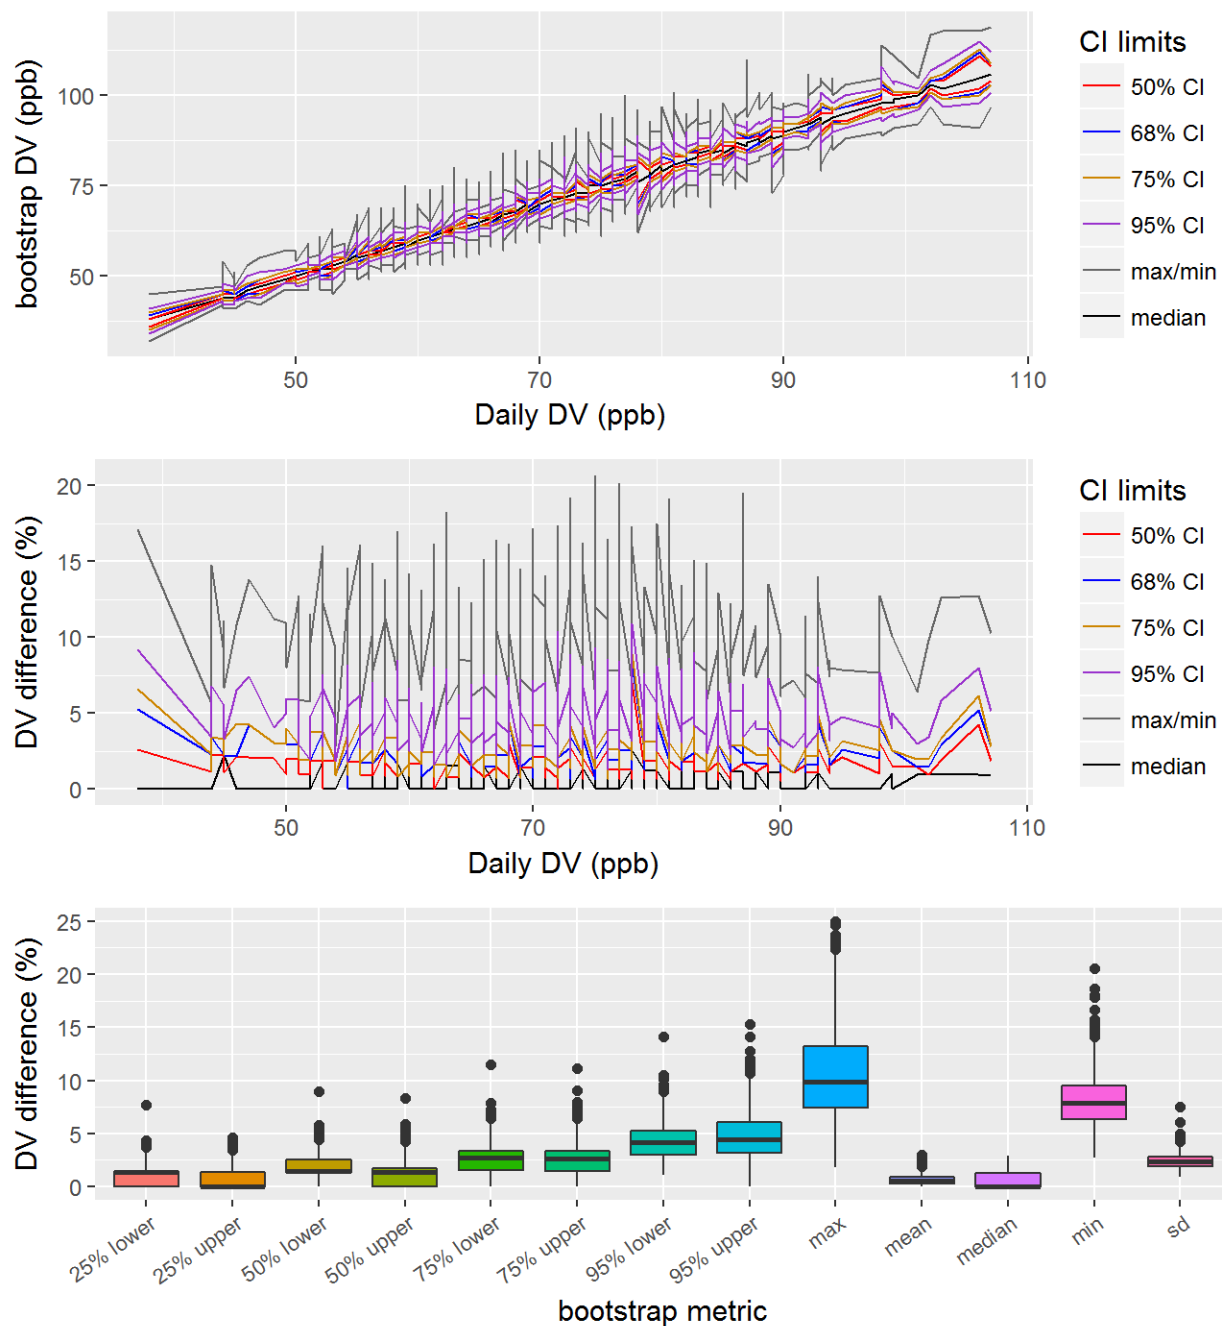 bootstrap DV (ppb)
100
75
50
50
70
90
110
Daily DV (ppb)
CI limits
50% CI
68% CI
75% CI
95% CI
max/min
median
DV difference (%)
20
15
10
5
0
50
70
90
110
Daily DV (ppb)
CI limits
50% CI
68% CI
75% CI
95% CI
max/min
median
DV difference (%)
25
20
15
10
5
0
25% lower
25% upper
50% lower
50% upper
75% lower
75% upper
95% lower
95% upper
max
mean
median
min
sd
bootstrap metric